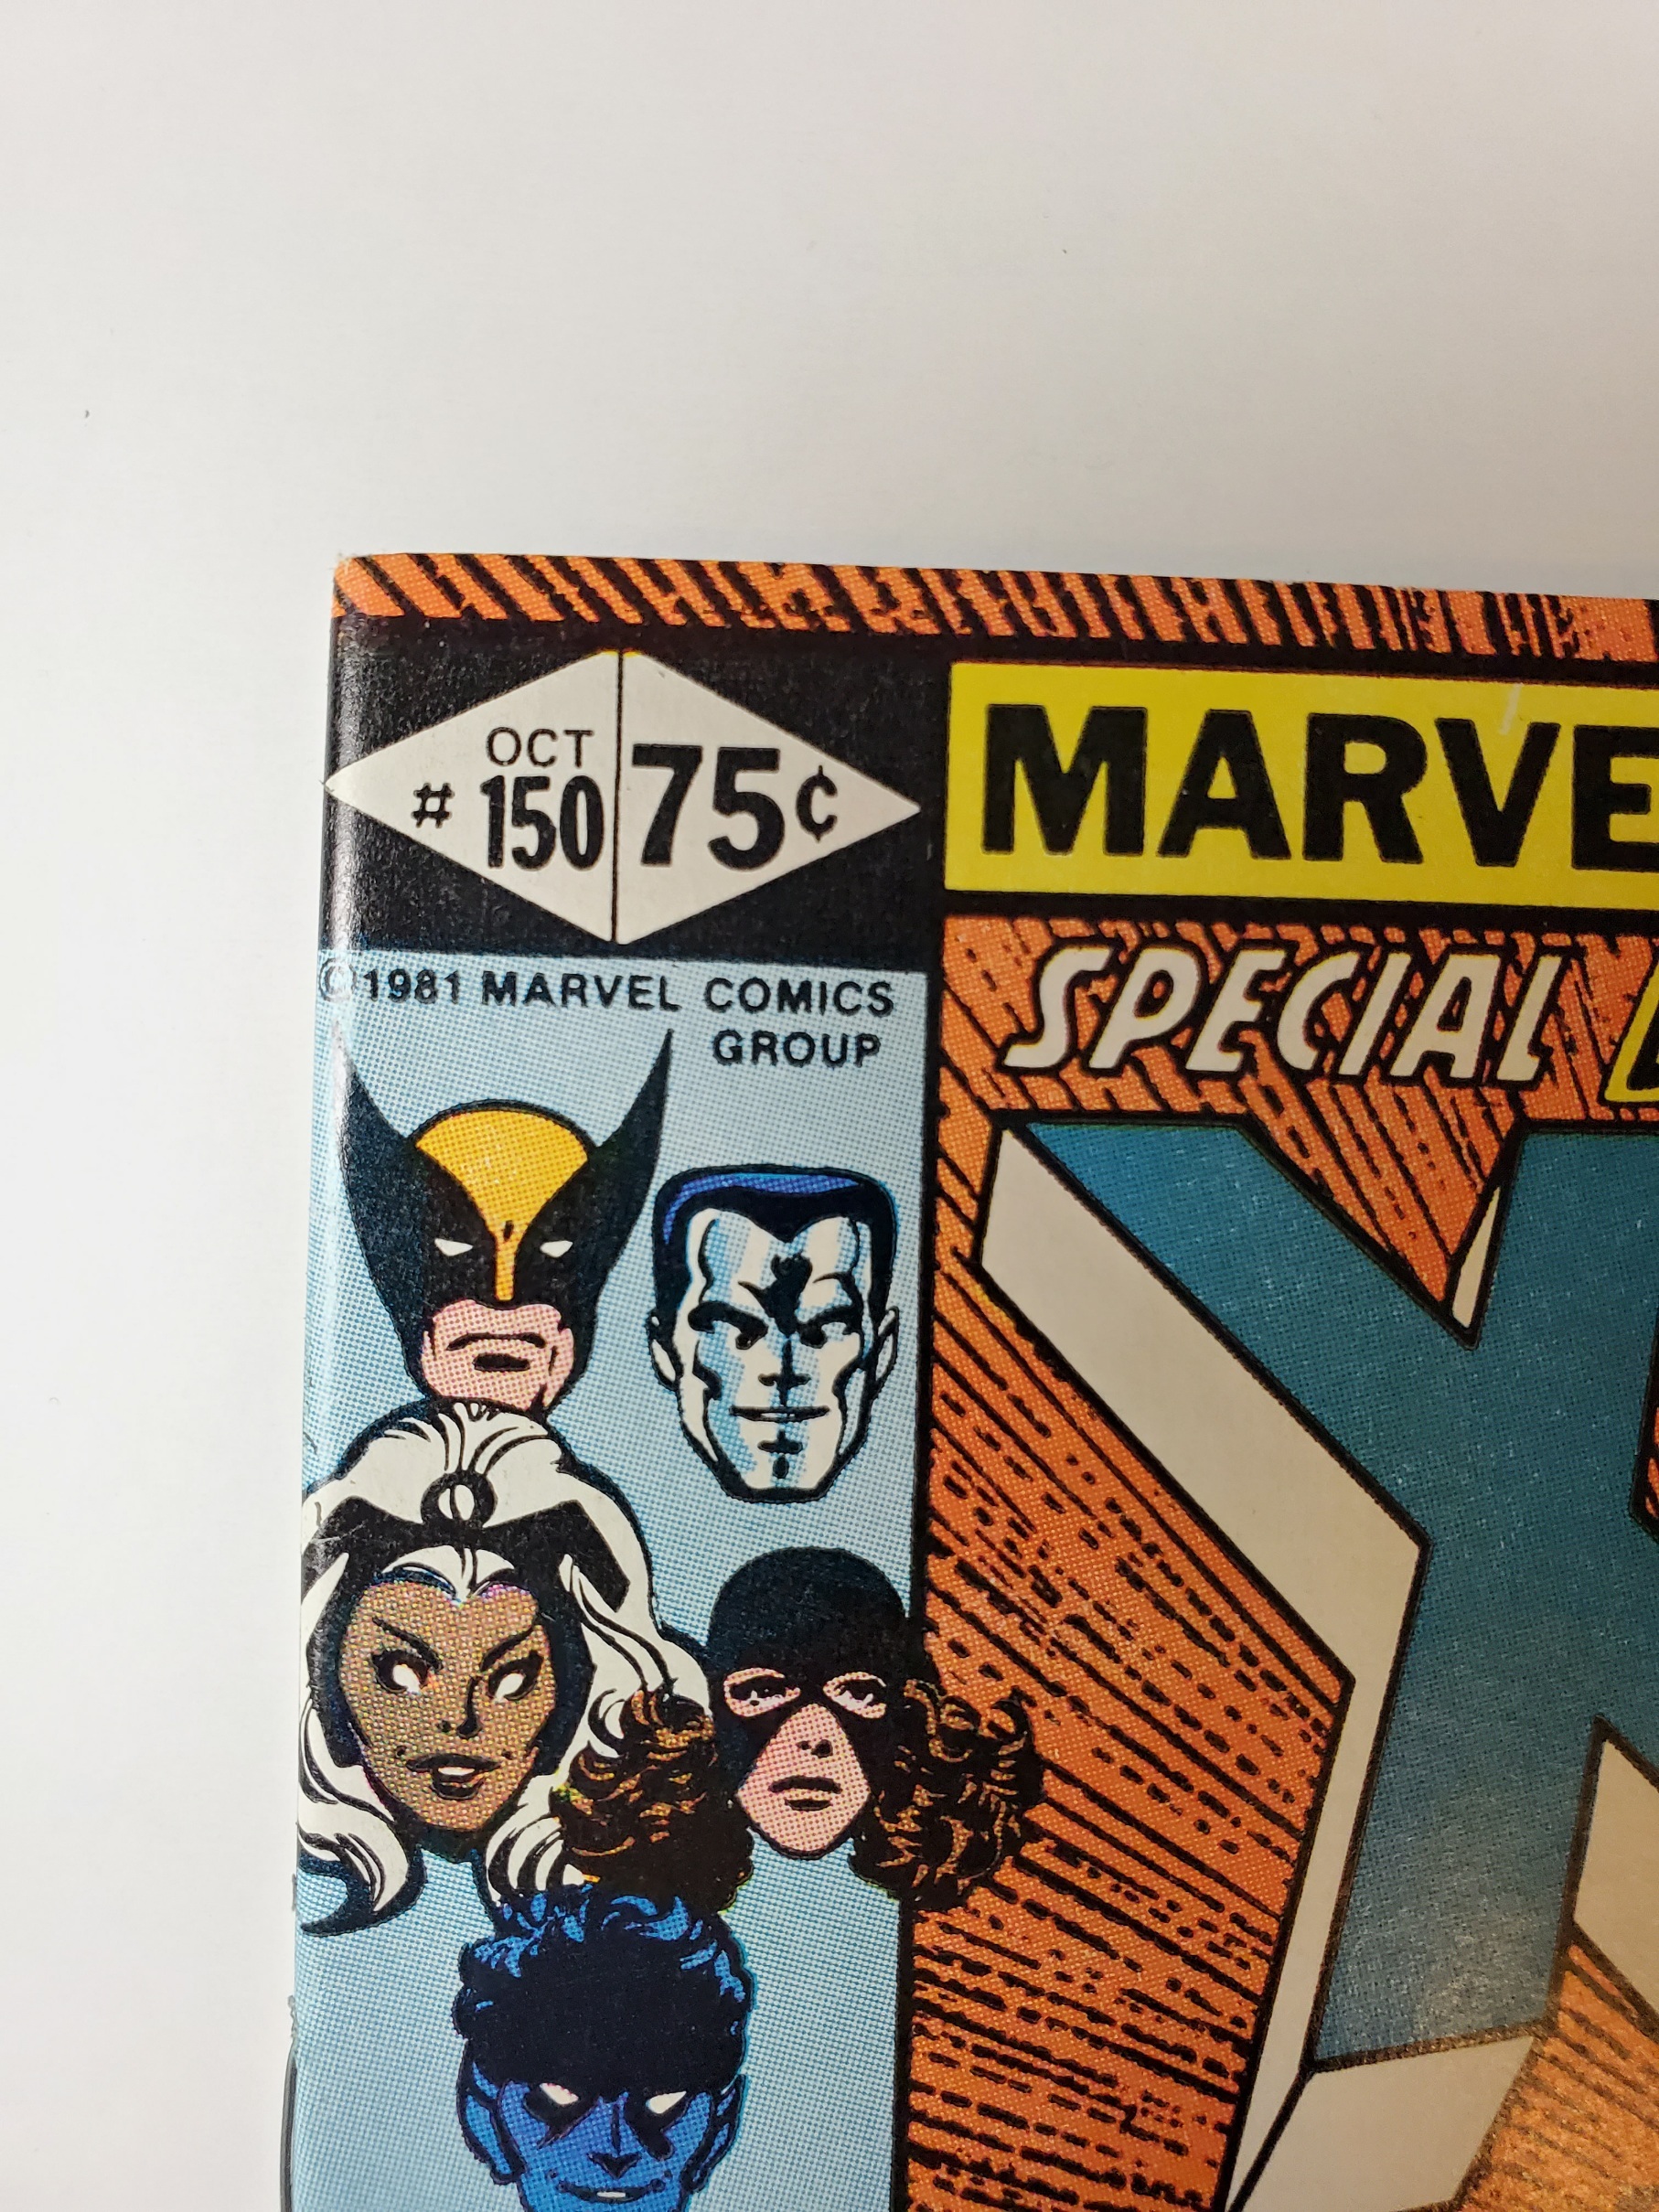 OCT
# 150
75¢
MARVE
SPECIAL
© 1981 MARVEL COMICS
GROUP
X